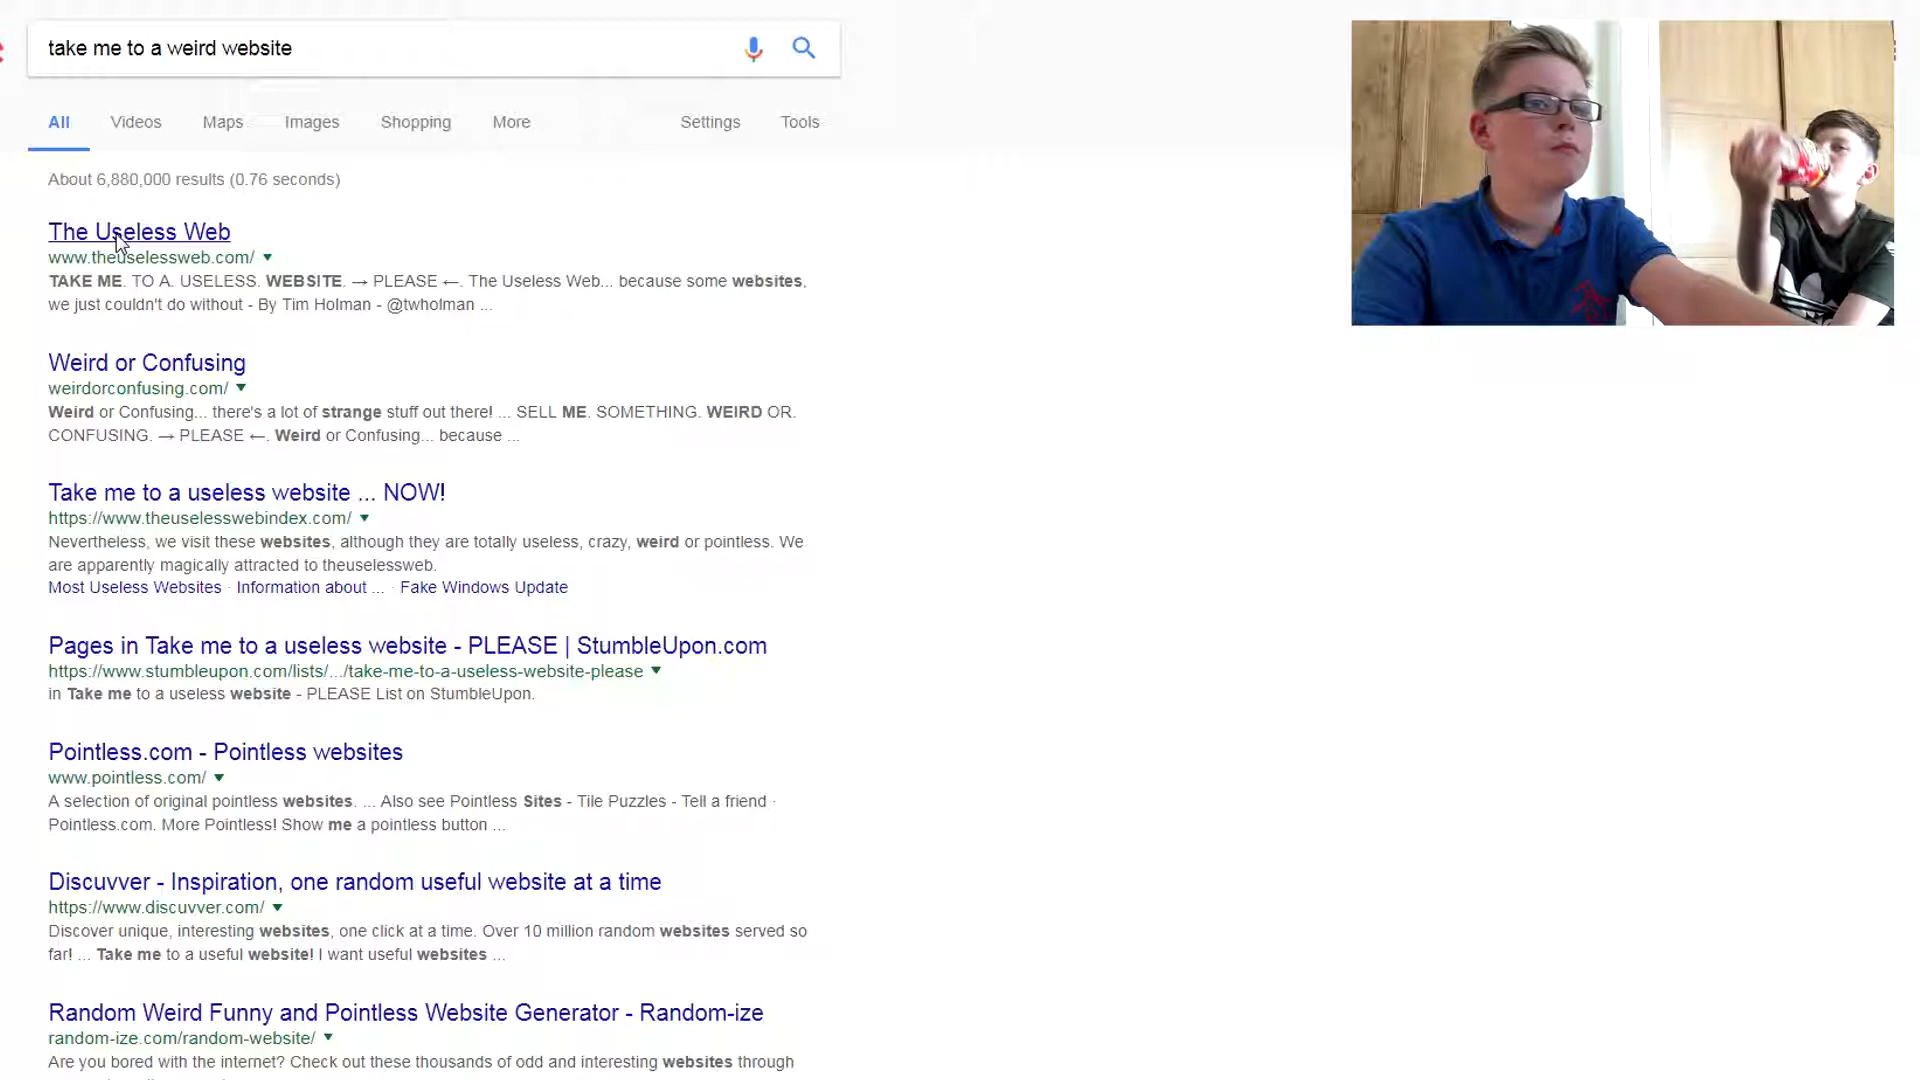 take me to a weird website
All Videos Maps Images Shopping More Settings Tools
About 6,880,000 results (0.76 seconds)
The Useless Web
www.theuselessweb.com/
TAKE ME. TO A. USELESS. WEBSITE. → PLEASE ←. The Useless Web... because some websites,
we just couldn't do without - By Tim Holman - @twholman ...
Weird or Confusing
weirdorconfusing.com/
Weird or Confusing... there's a lot of strange stuff out there! ... SELL ME. SOMETHING. WEIRD OR.
CONFUSING. → PLEASE ←. Weird or Confusing... because ...
Take me to a useless website ... NOW!
https://www.theuselesswebindex.com/
Nevertheless, we visit these websites, although they are totally useless, crazy, weird or pointless. We
are apparently magically attracted to theuselessweb.
Most Useless Websites · Information about ... · Fake Windows Update
Pages in Take me to a useless website - PLEASE | StumbleUpon.com
https://www.stumbleupon.com/lists/.../take-me-to-a-useless-website-please
in Take me to a useless website - PLEASE List on StumbleUpon.
Pointless.com - Pointless websites
www.pointless.com/
A selection of original pointless websites. ... Also see Pointless Sites - Tile Puzzles - Tell a friend ·
Pointless.com. More Pointless! Show me a pointless button ...
Discuvver - Inspiration, one random useful website at a time
https://www.discuvver.com/
Discover unique, interesting websites, one click at a time. Over 10 million random websites served so
far! ... Take me to a useful website! I want useful websites ...
Random Weird Funny and Pointless Website Generator - Random-ize
random-ize.com/random-website/
Are you bored with the internet? Check out these thousands of odd and interesting websites through